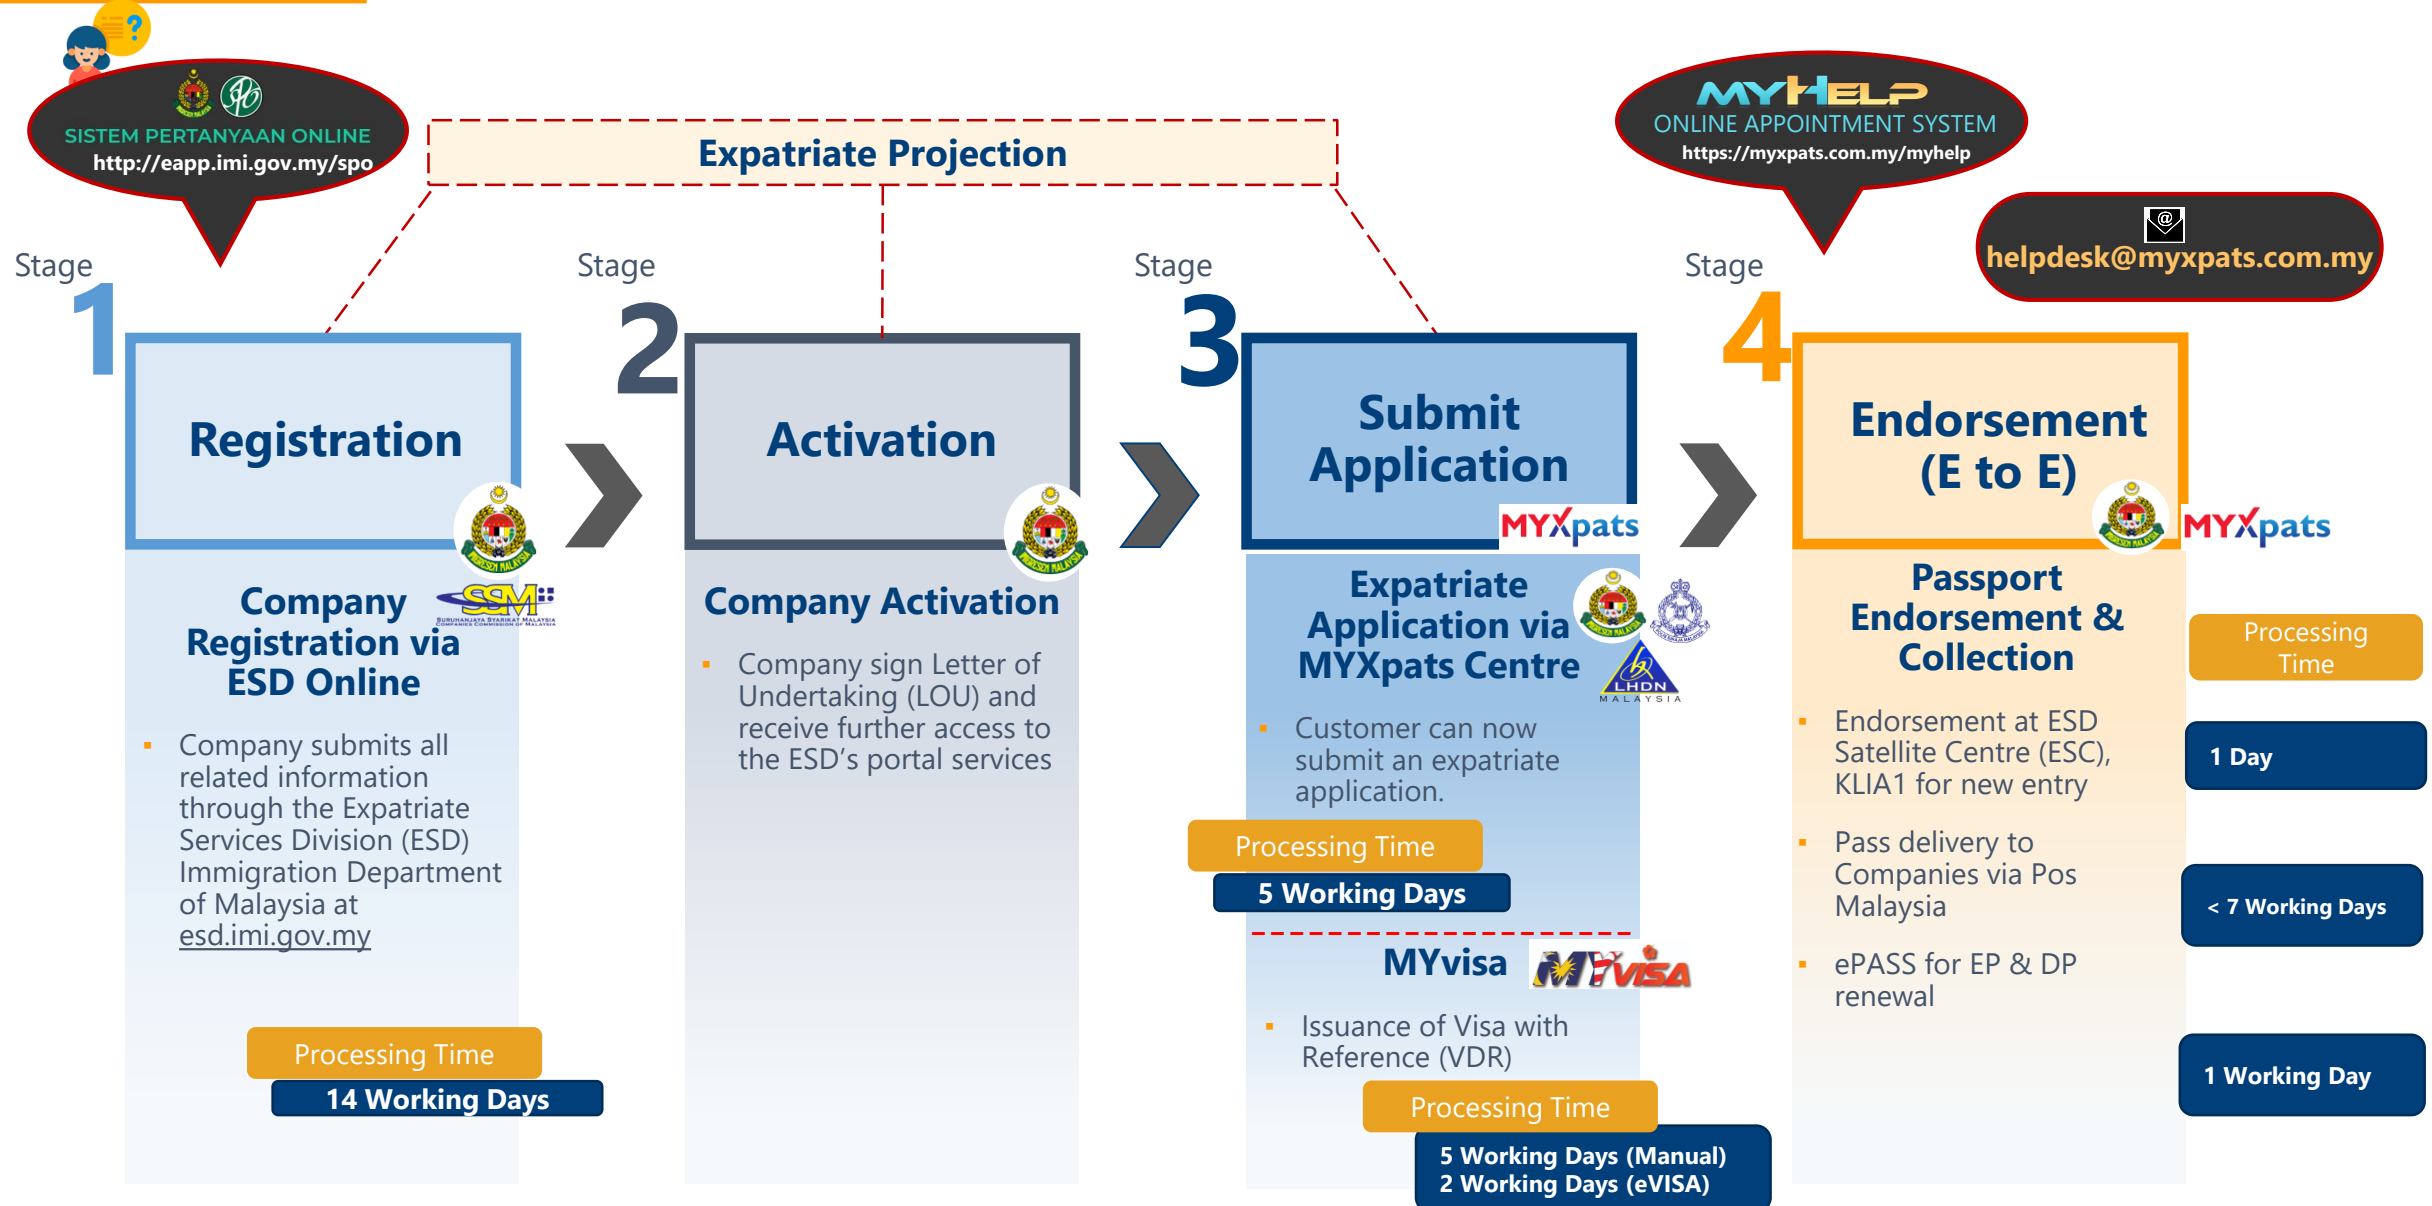 ?
SISTEM PERTANYAAN ONLINE
http://eapp.imi.gov.my/spo
Expatriate Projection
MYHELP
ONLINE APPOINTMENT SYSTEM
https://myxpats.com.my/myhelp
@
helpdesk@myxpats.com.my
Stage
1
Registration
SSM
SURUHANJAYA SYARIKAT MALAYSIA
COMPANIES COMMISSION OF MALAYSIA
Company
Registration via
ESD Online
▪ Company submits all
related information
through the Expatriate
Services Division (ESD)
Immigration Department
of Malaysia at
esd.imi.gov.my
Processing Time
14 Working Days
Stage
2
Activation
Company Activation
▪ Company sign Letter of
Undertaking (LOU) and
receive further access to
the ESD’s portal services
Stage
3
Submit
Application
MYXpats
Expatriate
Application via
MYXpats Centre
LHDN
MALAYSIA
▪ Customer can now
submit an expatriate
application.
Processing Time
5 Working Days
MYvisa
MYVISA
▪ Issuance of Visa with
Reference (VDR)
Processing Time
5 Working Days (Manual)
2 Working Days (eVISA)
Stage
4
Endorsement
(E to E)
MYXpats
Passport
Endorsement &
Collection
Processing
Time
▪ Endorsement at ESD
Satellite Centre (ESC),
KLIA1 for new entry
1 Day
▪ Pass delivery to
Companies via Pos
Malaysia
< 7 Working Days
▪ ePASS for EP & DP
renewal
1 Working Day